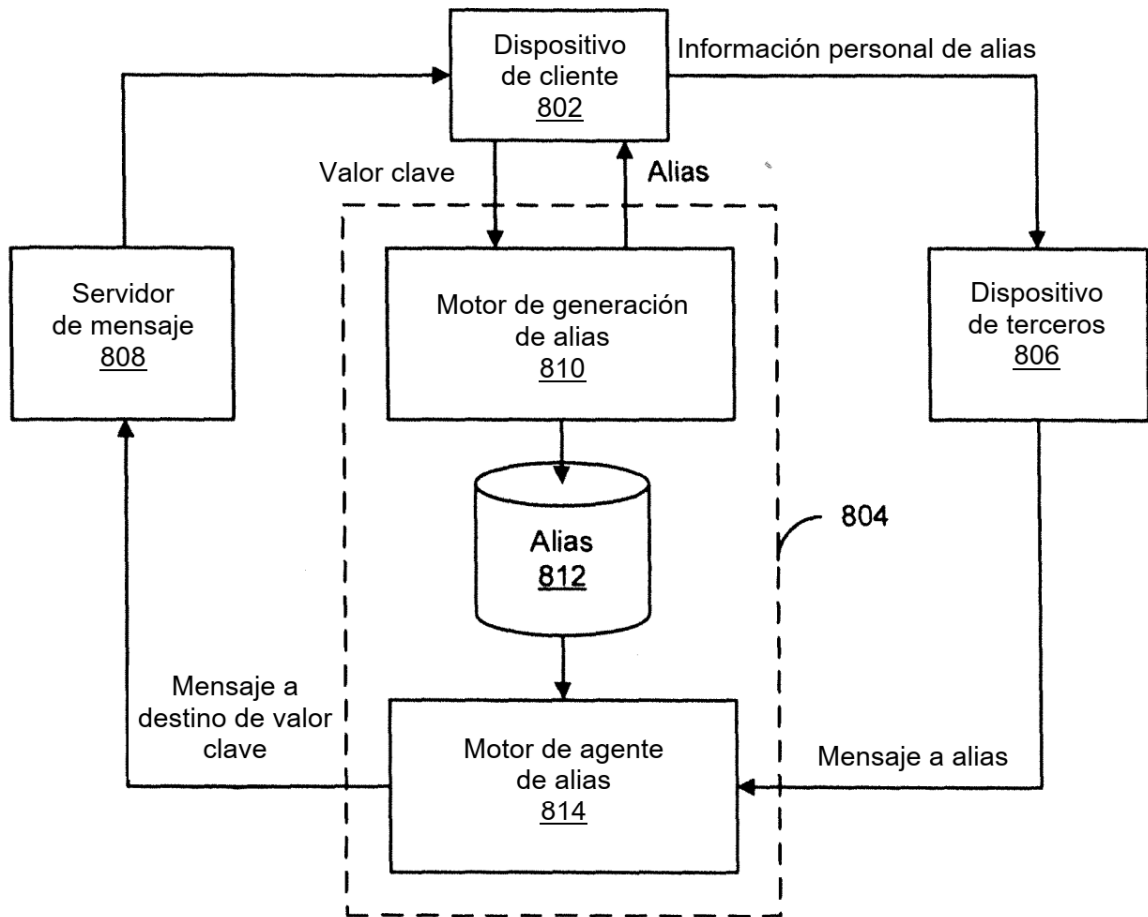 Dispositivo
de cliente
802
Información personal de alias
Valor clave
Alias
Servidor
de mensaje
808
Motor de generación
de alias
810
Dispositivo
de terceros
806
Alias
812
804
Mensaje a
destino de valor
clave
Motor de agente
de alias
814
Mensaje a alias